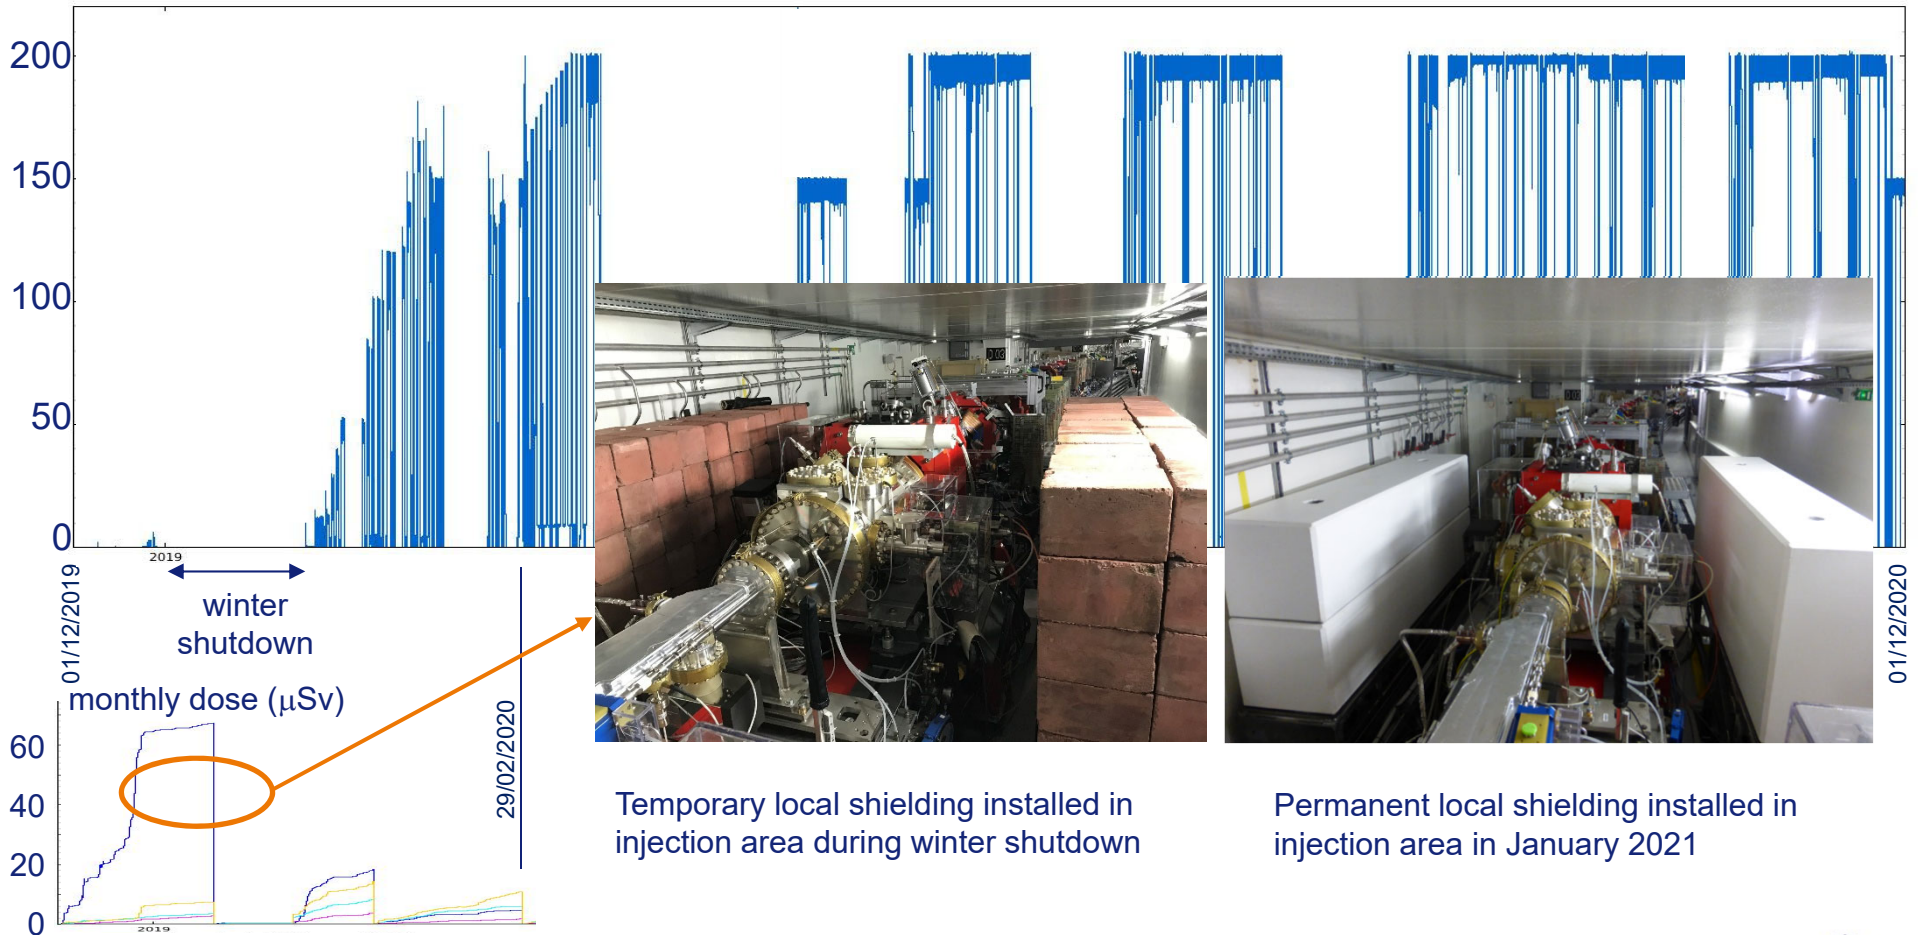 200
150
100
50
0
2019
01/12/2019
winter
shutdown
29/02/2020
01/12/2020
monthly dose (μSv)
60
40
20
0
2019
Temporary local shielding installed in
injection area during winter shutdown
Permanent local shielding installed in
injection area in January 2021